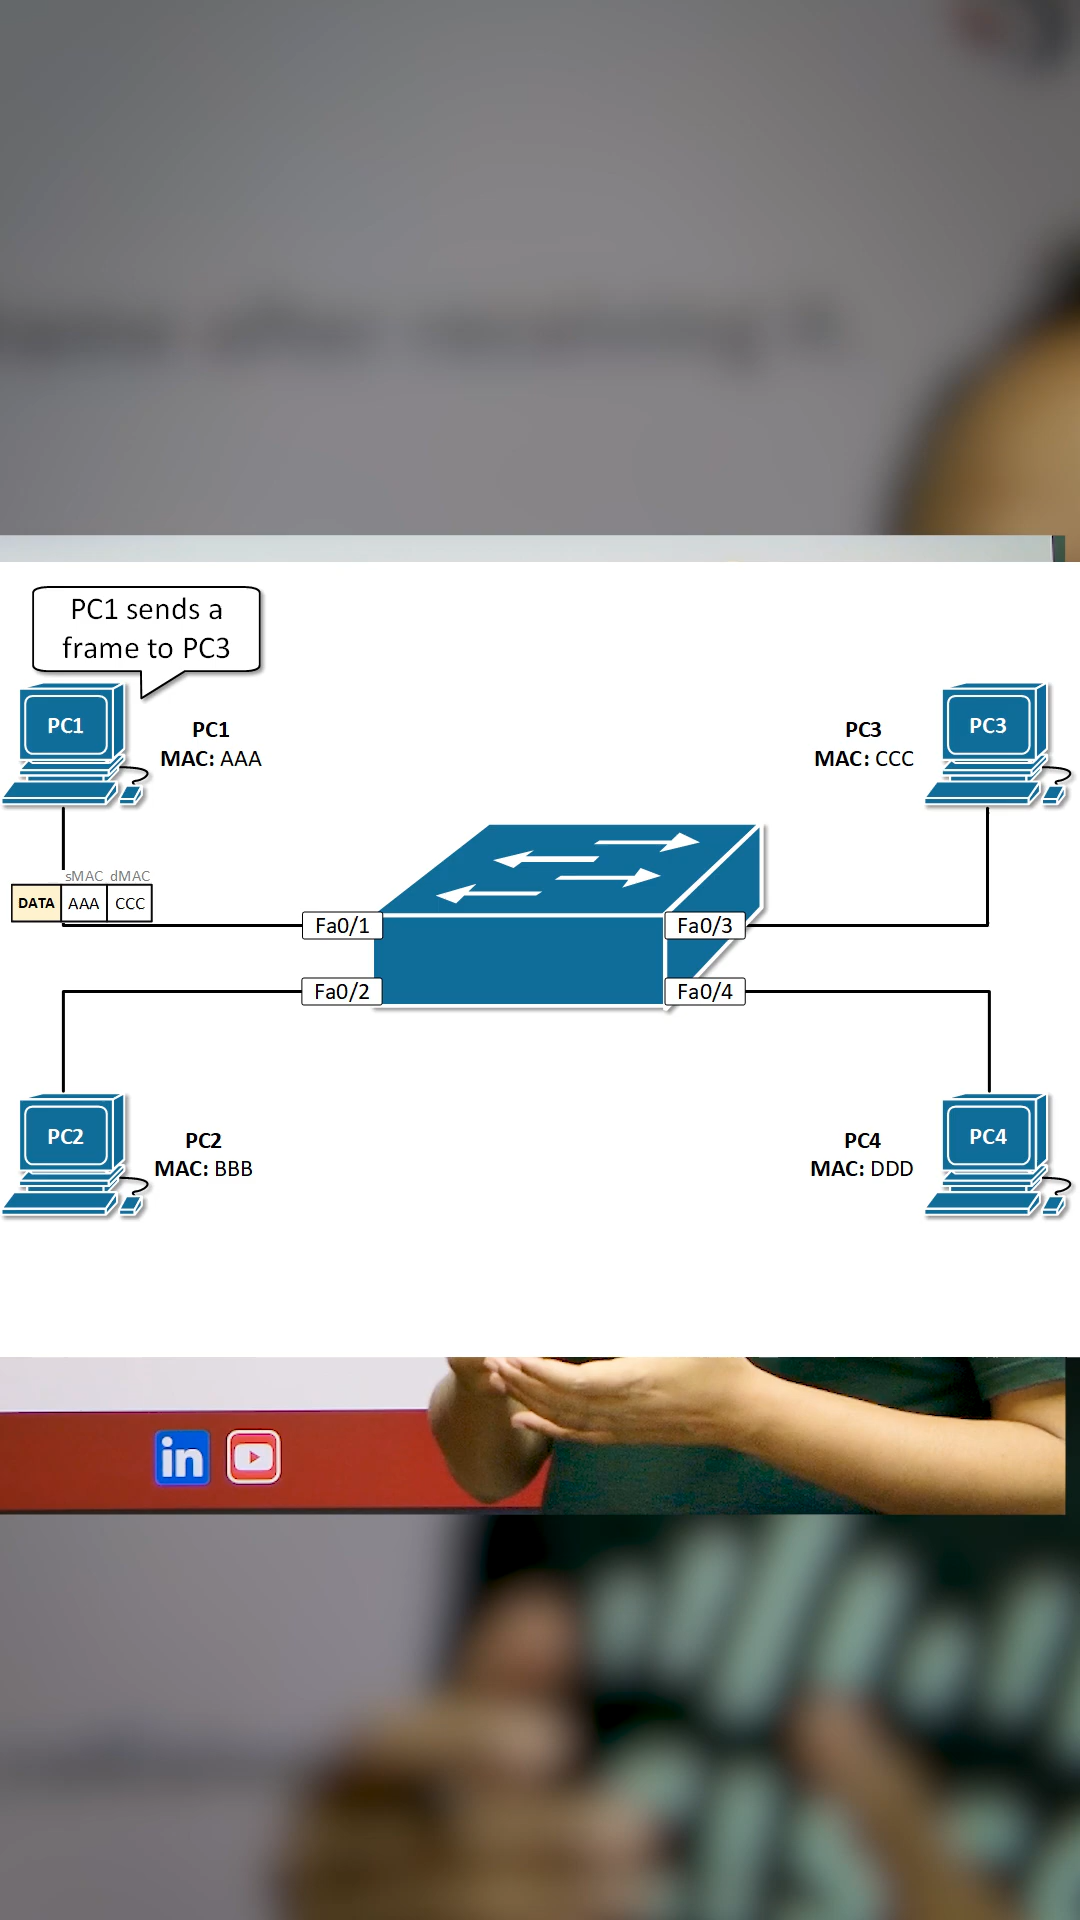 PC1 sends a
frame to PC3
PC1
PC1
MAC: AAA
PC3
MAC: CCC
PC3
sMAC dMAC
DATA AAA CCC
Fa0/1
Fa0/3
Fa0/2
Fa0/4
PC2
PC2
MAC: BBB
PC4
MAC: DDD
PC4
in